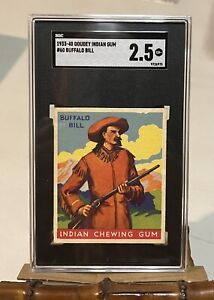 SGC
1933-40 GOUDEY INDIAN GUM
#60 BUFFALO BILL
2.5
BUFFALO
BILL
INDIAN CHEWING GUM